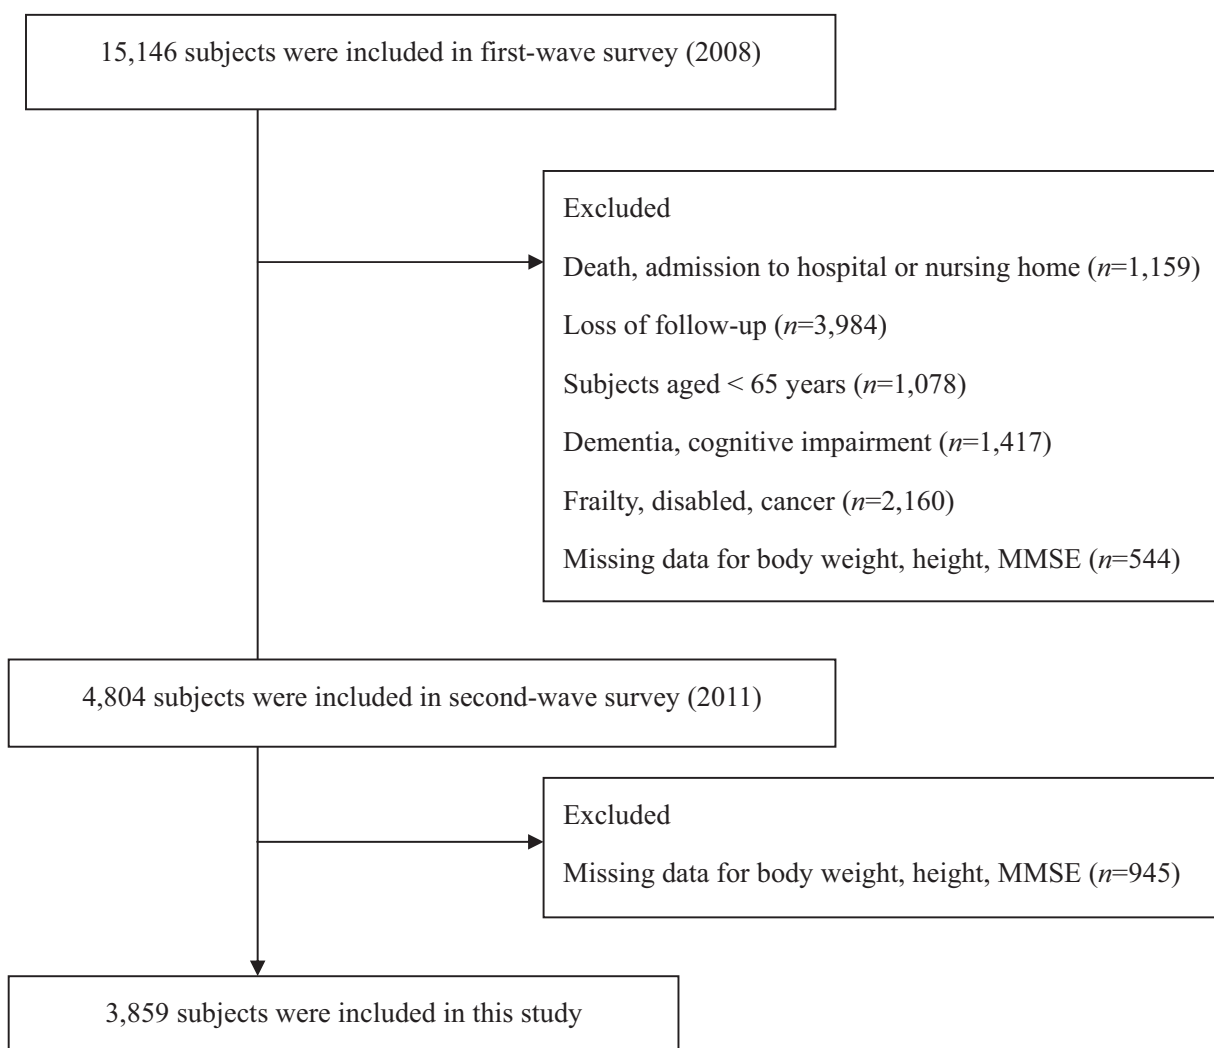 15,146 subjects were included in first-wave survey (2008)
Excluded
Death, admission to hospital or nursing home (n=1,159)
Loss of follow-up (n=3,984)
Subjects aged < 65 years (n=1,078)
Dementia, cognitive impairment (n=1,417)
Frailty, disabled, cancer (n=2,160)
Missing data for body weight, height, MMSE (n=544)
4,804 subjects were included in second-wave survey (2011)
Excluded
Missing data for body weight, height, MMSE (n=945)
3,859 subjects were included in this study